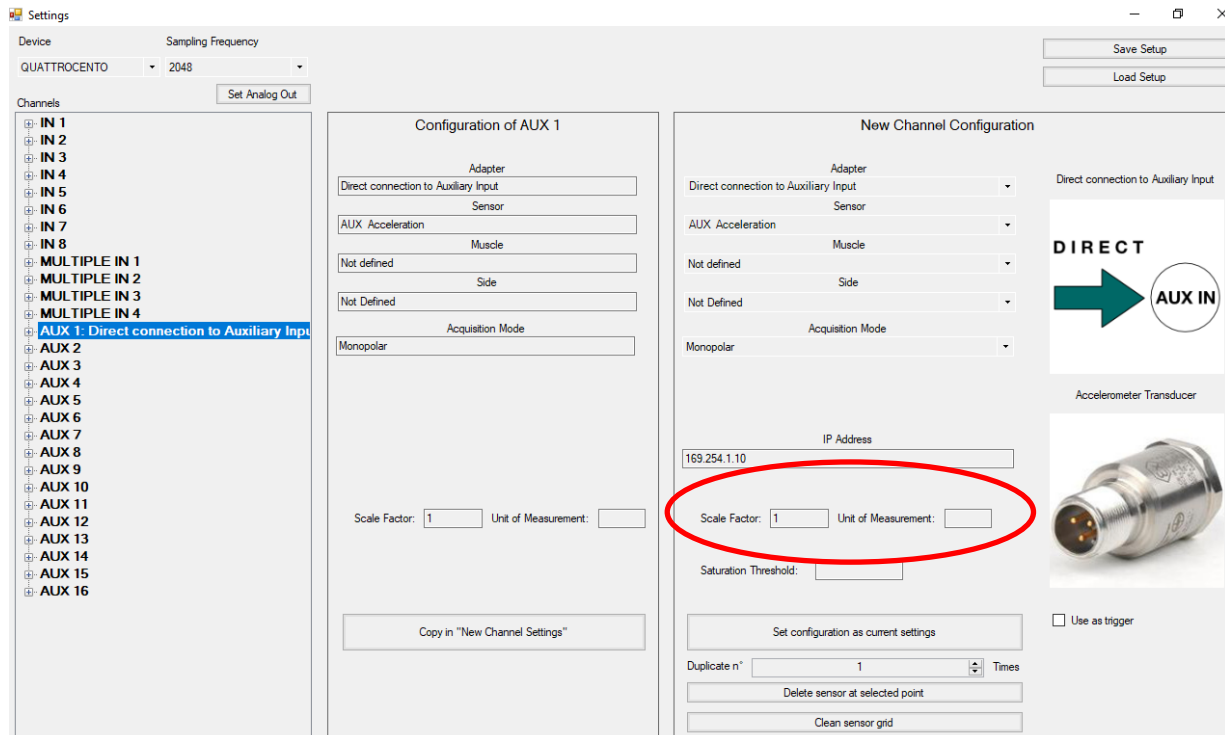 Settings
Device
Sampling Frequency
QUATTROCENTO
2048
Set Analog Out
Save Setup
Load Setup
Channels
IN 1
IN 2
IN 3
IN 4
IN 5
IN 6
IN 7
IN 8
MULTIPLE IN 1
MULTIPLE IN 2
MULTIPLE IN 3
MULTIPLE IN 4
AUX 1: Direct connection to Auxiliary Inpu
AUX 2
AUX 3
AUX 4
AUX 5
AUX 6
AUX 7
AUX 8
AUX 9
AUX 10
AUX 11
AUX 12
AUX 13
AUX 14
AUX 15
AUX 16
Configuration of AUX 1
Adapter
Direct connection to Auxiliary Input
Sensor
AUX Acceleration
Muscle
Not defined
Side
Not Defined
Acquisition Mode
Monopolar
Scale Factor: 1 Unit of Measurement:
Copy in "New Channel Settings"
New Channel Configuration
Adapter
Direct connection to Auxiliary Input
Sensor
AUX Acceleration
Muscle
Not defined
Side
Not Defined
Acquisition Mode
Monopolar
IP Address
169.254.1.10
Scale Factor: 1 Unit of Measurement:
Saturation Threshold:
Set configuration as current settings
Duplicate n° 1 Times
Delete sensor at selected point
Clean sensor grid
Direct connection to Auxiliary Input
DIRECT
AUX IN
Accelerometer Transducer
Use as trigger